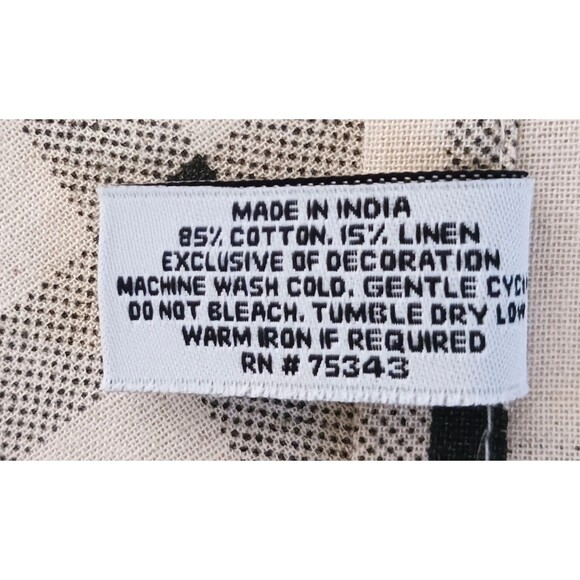 MADE IN INDIA
85% COTTON. 15% LINEN
EXCLUSIVE OF DECORATION
MACHINE WASH COLD. GENTLE CYCL
DO NOT BLEACH. TUMBLE DRY LOW
WARM IRON IF REQUIRED
RN # 75343